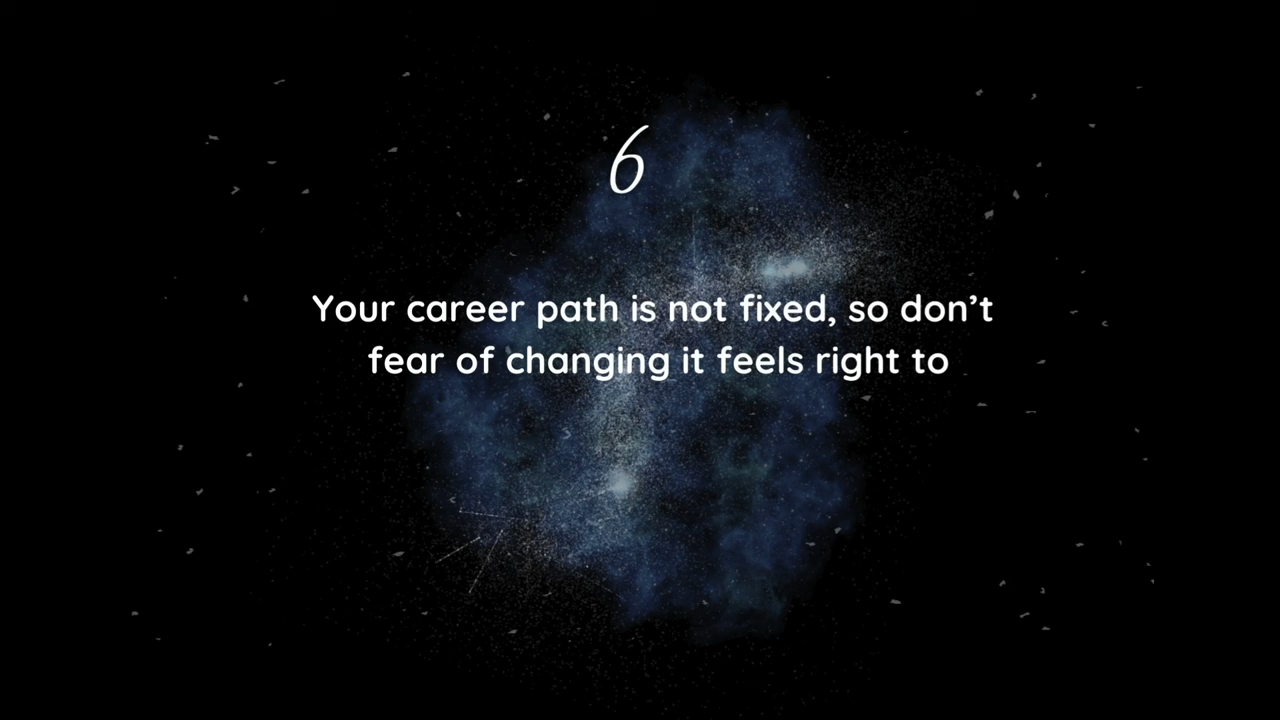 6
Your career path is not fixed, so don’t
fear of changing it feels right to